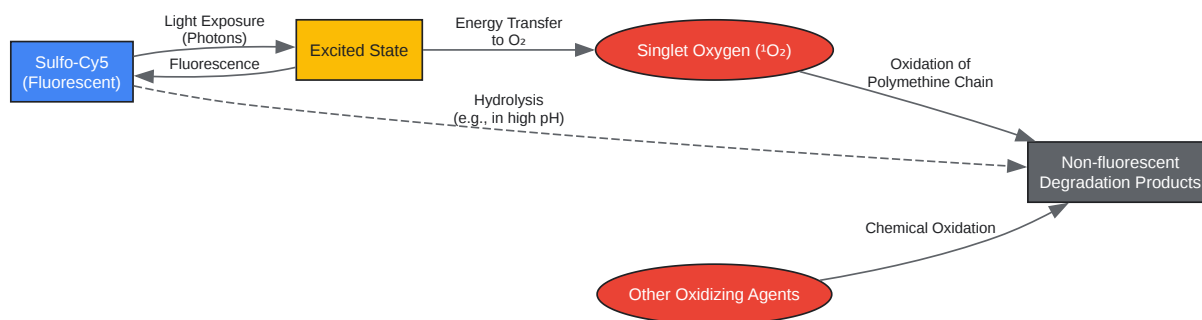 Light Exposure
(Photons)
Fluorescence
Sulfo-Cy5
(Fluorescent)
Excited State
Energy Transfer
to O₂
Singlet Oxygen (¹O₂)
Oxidation of
Polymethine Chain
Hydrolysis
(e.g., in high pH)
Non-fluorescent
Degradation Products
Chemical Oxidation
Other Oxidizing Agents